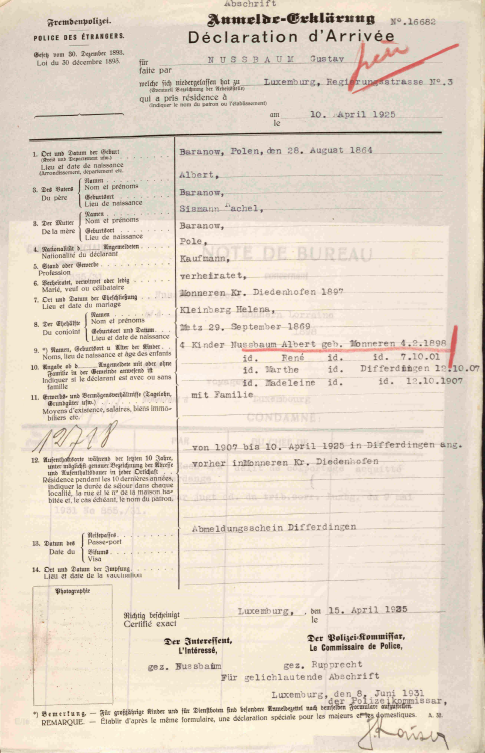 Abschrift
Fremdenpolizei.
POLICE DES ÉTRANGERS.
Gesetz vom 30. Dezember 1893.
Loi du 30 décembre 1893.
Anmelde-Erklärung No.16682
Déclaration d'Arrivée
für
faite par
NUSSBAUM Gustav
welche sich niedergelassen hat zu
(Eventuell Bezeichnung der Arbeitsstelle)
qui a pris résidence à
(indiquer le nom du patron ou l'établissement)
Luxemburg, Regierungsstrasse No.3
am
le
10. April 1925
1. Ort und Datum der Geburt
(Kreis und Departement usw.)
Lieu et date de naissance
(Arrondissement, département etc.
Baranow, Polen, den 28. August 1864
2. Des Vaters
Du père
Namen
Nom et prénoms
Albert,
Geburtsort
Lieu de naissance
Baranow,
3. Der Mutter
De la mère
Namen
Nom et prénoms
Sismann Rachel,
Geburtsort
Lieu de naissance
Baranow,
4. Nationalität d. Angemeldeten
Pole,
5. Stand oder Gewerbe
Profession
Kaufmann,
6. Verheiratet, verwitwet oder ledig
Marié, veuf ou célibataire
verheiratet,
7. Ort und Datum der Eheschließung
Lieu et date du mariage
Monneren Kr. Diedenhofen 1897
8. Der Ehehälfte
Du conjoint
Namen
Nom et prénoms
Kleinberg Helena,
Geburtsort und Datum
Lieu et date de naissance
Metz 29. September 1869
9. *) Namen, Geburtsort u. Alter der Kinder
Noms, lieu de naissance et âge des enfants
4 Kinder Nussbaum Albert geb. Monneren 4.2.1898
id. René id. 7.10.01
id. Marthe id. Differdingen 12.10.07
id. Madeleine id. 12.10.1907
10. Angabe ob d. Angemeldete mit oder ohne
Familie in der Gemeinde anwesend ist
Indiquer si le déclarant est avec ou sans
famille
mit Familie
11. Erwerbs- und Vermögensverhältnisse (Taglohn,
Grundgüter usw.)
Moyens d'existence, salaires, biens immo-
biliers etc.
12718
12. Aufenthaltsorte während der letzten 10 Jahre,
unter möglichst genauer Bezeichnung der Adresse
und Aufenthaltsdauer in jeder Ortschaft
Résidence pendant les 10 dernières années,
indiquer la durée de séjour dans chaque
localité, la rue et le n° de la maison ha-
bitée et, le cas échéant, le nom du patron.
von 1907 bis 10. April 1925 in Differdingen ang.
vorher in Monneren Kr. Diedenhofen
13. Datum des
Date du
Reisepasses
Passe-port
Visums
Visa
Abmeldungsschein Differdingen
14. Ort und Datum der Impfung
Lieu et date de la vaccination
Photographie
NOTE DE BUREAU
CONDAMNÉ
Richtig bescheinigt
Certifié exact
Luxemburg, den
le
15. April 1925
Der Interessent,
L'Intéressé,
gez. Nussbaum
Der Polizei-Kommissar,
Le Commissaire de Police,
gez. Rupprecht
Für gleichlautende Abschrift
Luxemburg, den 8. Juni 1931
der Polizeikommissar,
*) Bemerkung. — Für großjährige Kinder und für Dienstboten sind besondere Anmeldezettel nach demselben Formulare aufzustellen.
REMARQUE. — Établir d'après le même formulaire, une déclaration spéciale pour les majeurs et les domestiques.